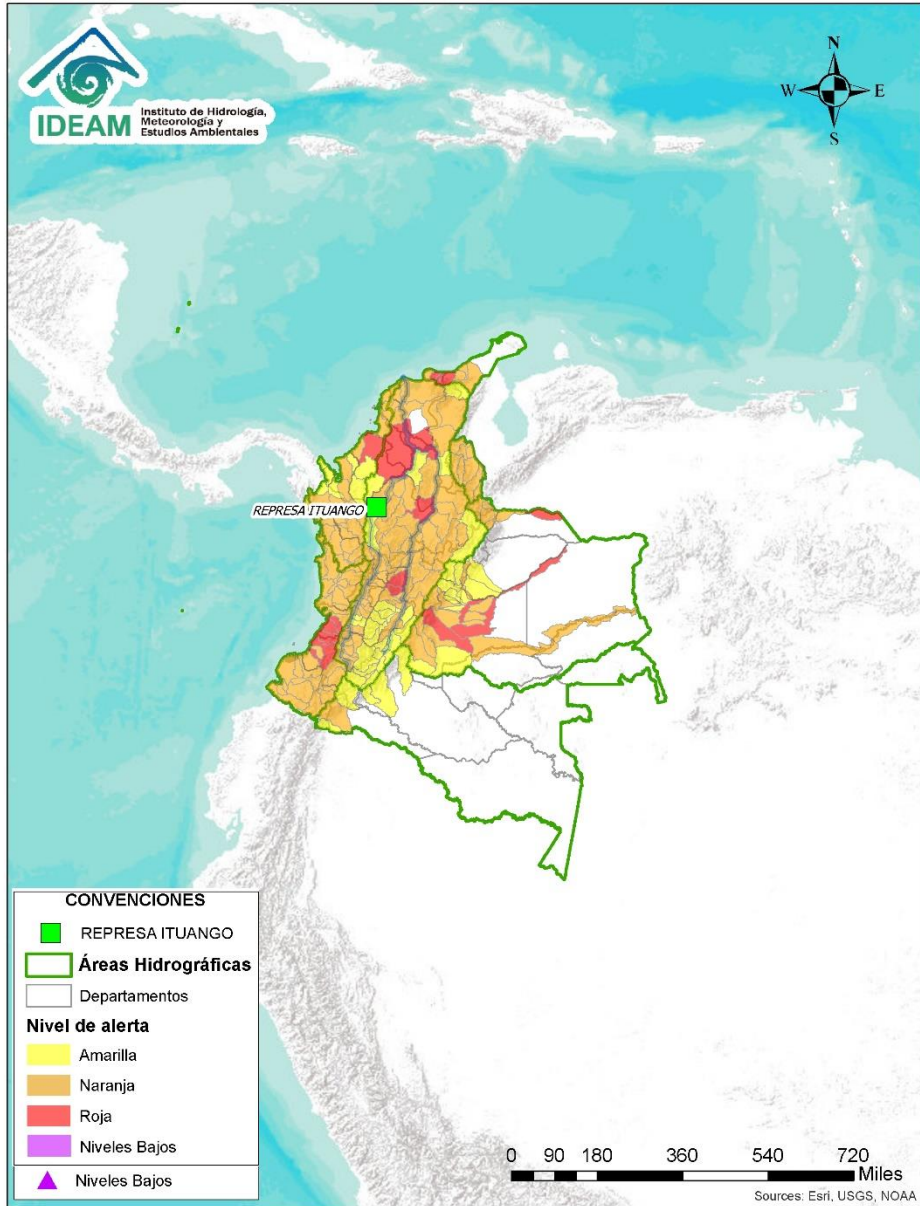 IDEAM
Instituto de Hidrología,
Meteorología y
Estudios Ambientales
N
W
E
S
REPRESA ITUANGO
CONVENCIONES
REPRESA ITUANGO
Áreas Hidrográficas
Departamentos
Nivel de alerta
Amarilla
Naranja
Roja
Niveles Bajos
Niveles Bajos
0 90 180 360 540 720
Miles
Sources: Esri, USGS, NOAA